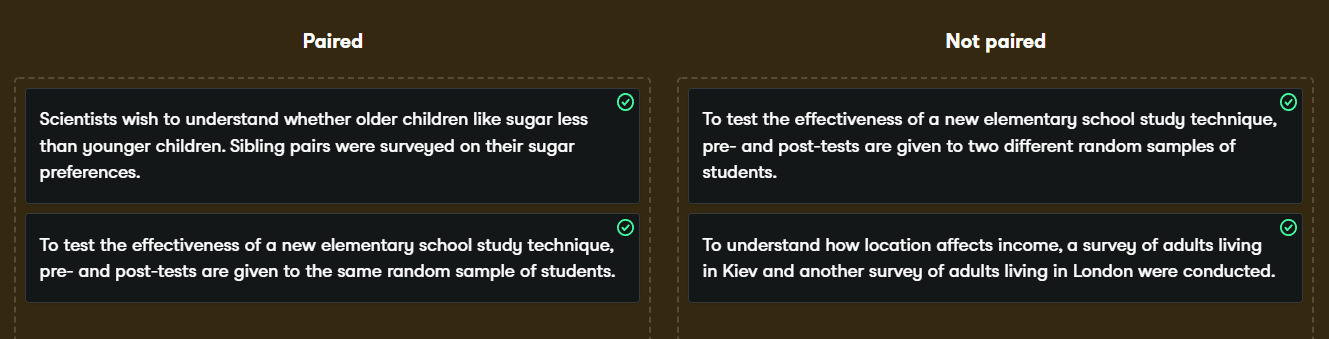 Paired
Scientists wish to understand whether older children like sugar less
than younger children. Sibling pairs were surveyed on their sugar
preferences.
To test the effectiveness of a new elementary school study technique,
pre- and post-tests are given to the same random sample of students.
Not paired
To test the effectiveness of a new elementary school study technique,
pre- and post-tests are given to two different random samples of
students.
To understand how location affects income, a survey of adults living
in Kiev and another survey of adults living in London were conducted.